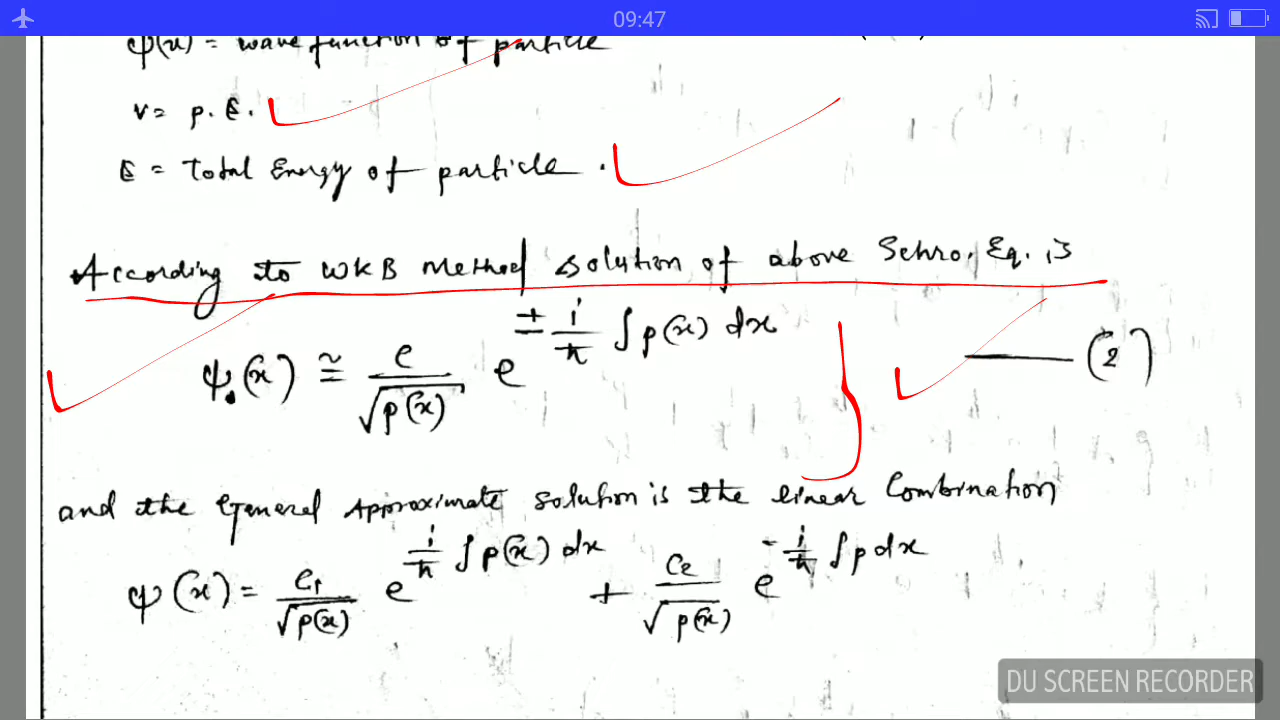 09:47
ψ(x) = wave function of particle
V = P.E.
E = Total Energy of particle.
According to WKB Method solution of above Schro. Eq. is
ψ(x) ≅ c/√p(x) e^{± i/ħ ∫ p(x) dx} —— (2)
and the General Approximate solution is the linear Combination
ψ(x) = c₁/√p(x) e^{i/ħ ∫ p(x) dx} + c₂/√p(x) e^{- i/ħ ∫ p dx}
DU SCREEN RECORDER